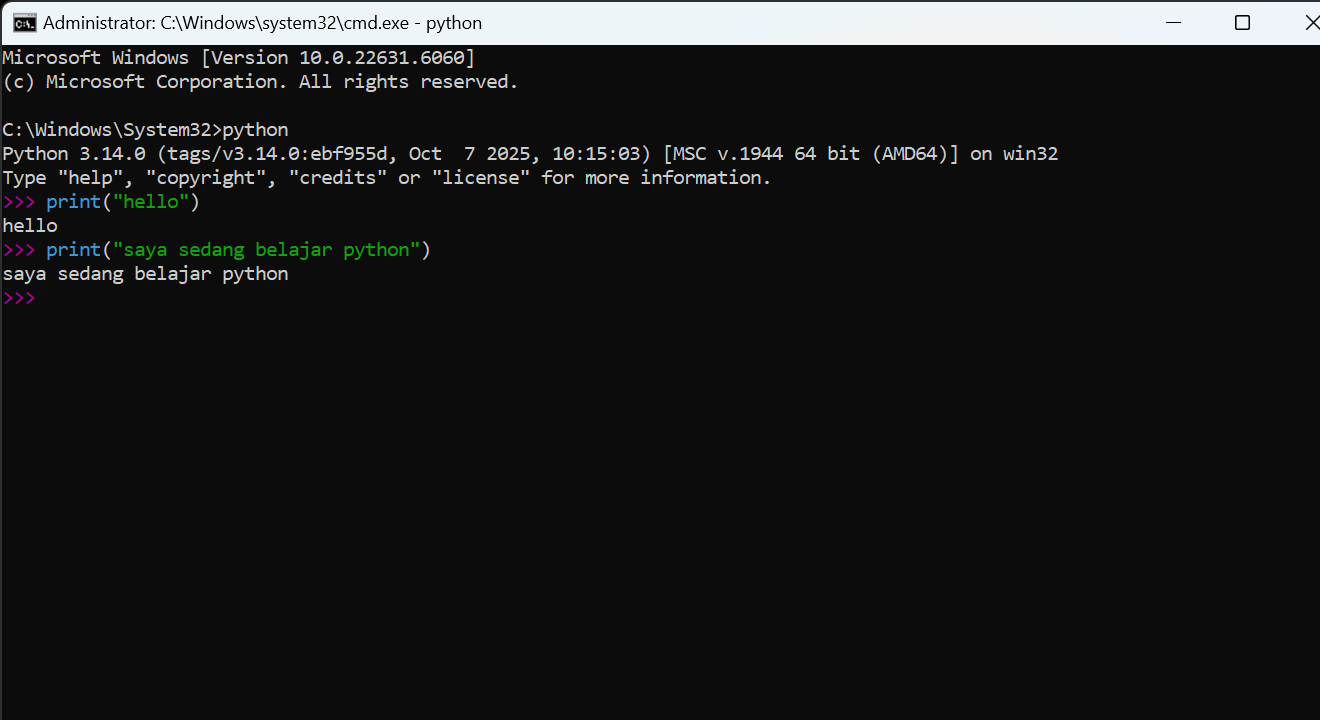 Administrator: C:\Windows\system32\cmd.exe - python
Microsoft Windows [Version 10.0.22631.6060]
(c) Microsoft Corporation. All rights reserved.
C:\Windows\System32>python
Python 3.14.0 (tags/v3.14.0:ebf955d, Oct  7 2025, 10:15:03) [MSC v.1944 64 bit (AMD64)] on win32
Type "help", "copyright", "credits" or "license" for more information.
>>> print("hello")
hello
>>> print("saya sedang belajar python")
saya sedang belajar python
>>>